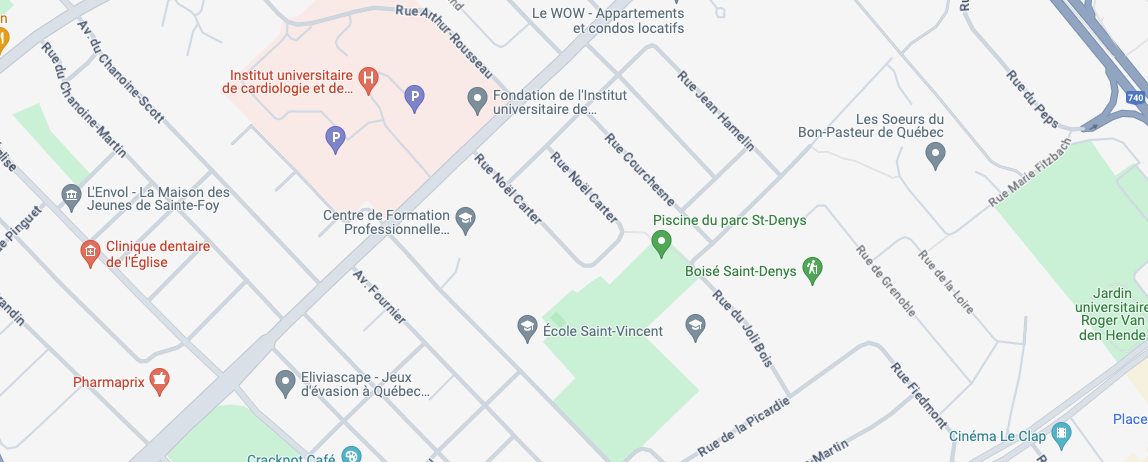 Rue Arthur-Rousseau
Le WOW - Appartements
et condos locatifs
Av. du Chanoine-Scott
Rue du Chanoine-Martin
Institut universitaire
de cardiologie et de…
H
P
P
Fondation de l'Institut
universitaire de…
Rue Jean Hamelin
Rue du Peps
740
Les Soeurs du
Bon-Pasteur de Québec
Rue Courchesne
Rue Noël Carter
Rue Noël Carter
Rue Marie Fitzbach
L'Envol - La Maison des
Jeunes de Sainte-Foy
Pinguet
Centre de Formation
Professionnelle…
Piscine du parc St-Denys
Clinique dentaire
de l'Église
Boisé Saint-Denys
Rue de Grenoble
Rue de la Loire
Av. Fournier
Rue du Joli Bois
Jardin
universitaire
Roger Van
den Hende
École Saint-Vincent
Pharmaprix
Eliviascape - Jeux
d'évasion à Québec…
Rue Fiedmont
Rue de la Picardie
Place
Cinéma Le Clap
-Martin
Crackpot Café